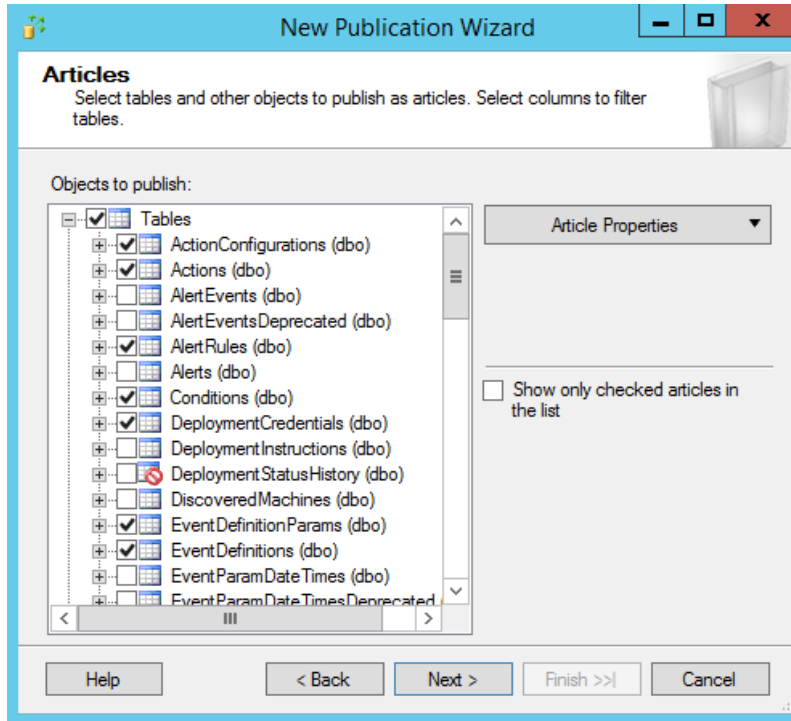 New Publication Wizard
Articles
Select tables and other objects to publish as articles. Select columns to filter
tables.
Objects to publish:
Tables
ActionConfigurations (dbo)
Actions (dbo)
AlertEvents (dbo)
AlertEventsDeprecated (dbo)
AlertRules (dbo)
Alerts (dbo)
Conditions (dbo)
DeploymentCredentials (dbo)
DeploymentInstructions (dbo)
DeploymentStatusHistory (dbo)
DiscoveredMachines (dbo)
EventDefinitionParams (dbo)
EventDefinitions (dbo)
EventParamDateTimes (dbo)
EventParamDateTimesDeprecated
Article Properties
Show only checked articles in
the list
Help
< Back
Next >
Finish >>|
Cancel